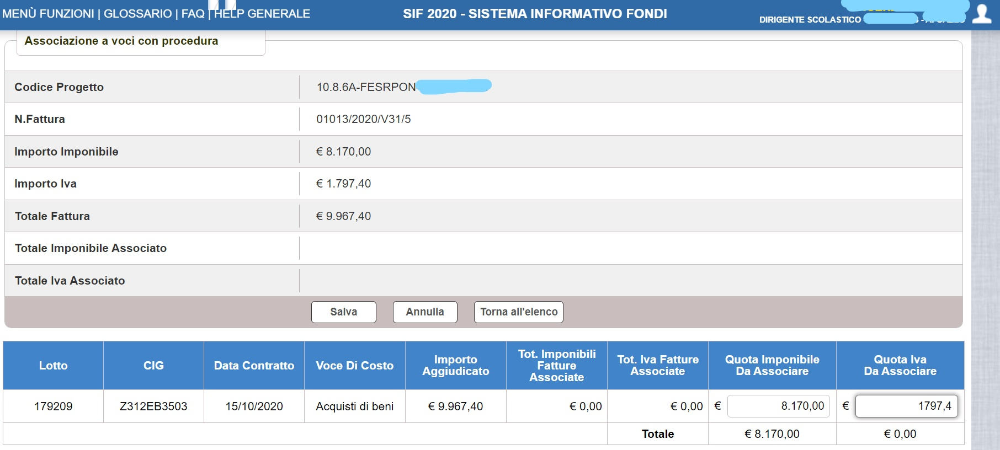 MENÙ FUNZIONI | GLOSSARIO | FAQ | HELP GENERALE
SIF 2020 - SISTEMA INFORMATIVO FONDI
DIRIGENTE SCOLASTICO
Associazione a voci con procedura
Codice Progetto 10.8.6A-FESRPON
N.Fattura 01013/2020/V31/5
Importo Imponibile € 8.170,00
Importo Iva € 1.797,40
Totale Fattura € 9.967,40
Totale Imponibile Associato
Totale Iva Associato
Salva Annulla Torna all'elenco
Lotto CIG Data Contratto Voce Di Costo Importo Aggiudicato Tot. Imponibili Fatture Associate Tot. Iva Fatture Associate Quota Imponibile Da Associare Quota Iva Da Associare
179209 Z312EB3503 15/10/2020 Acquisti di beni € 9.967,40 € 0,00 € 0,00 € 8.170,00 € 1797,4
Totale € 8.170,00 € 0,00